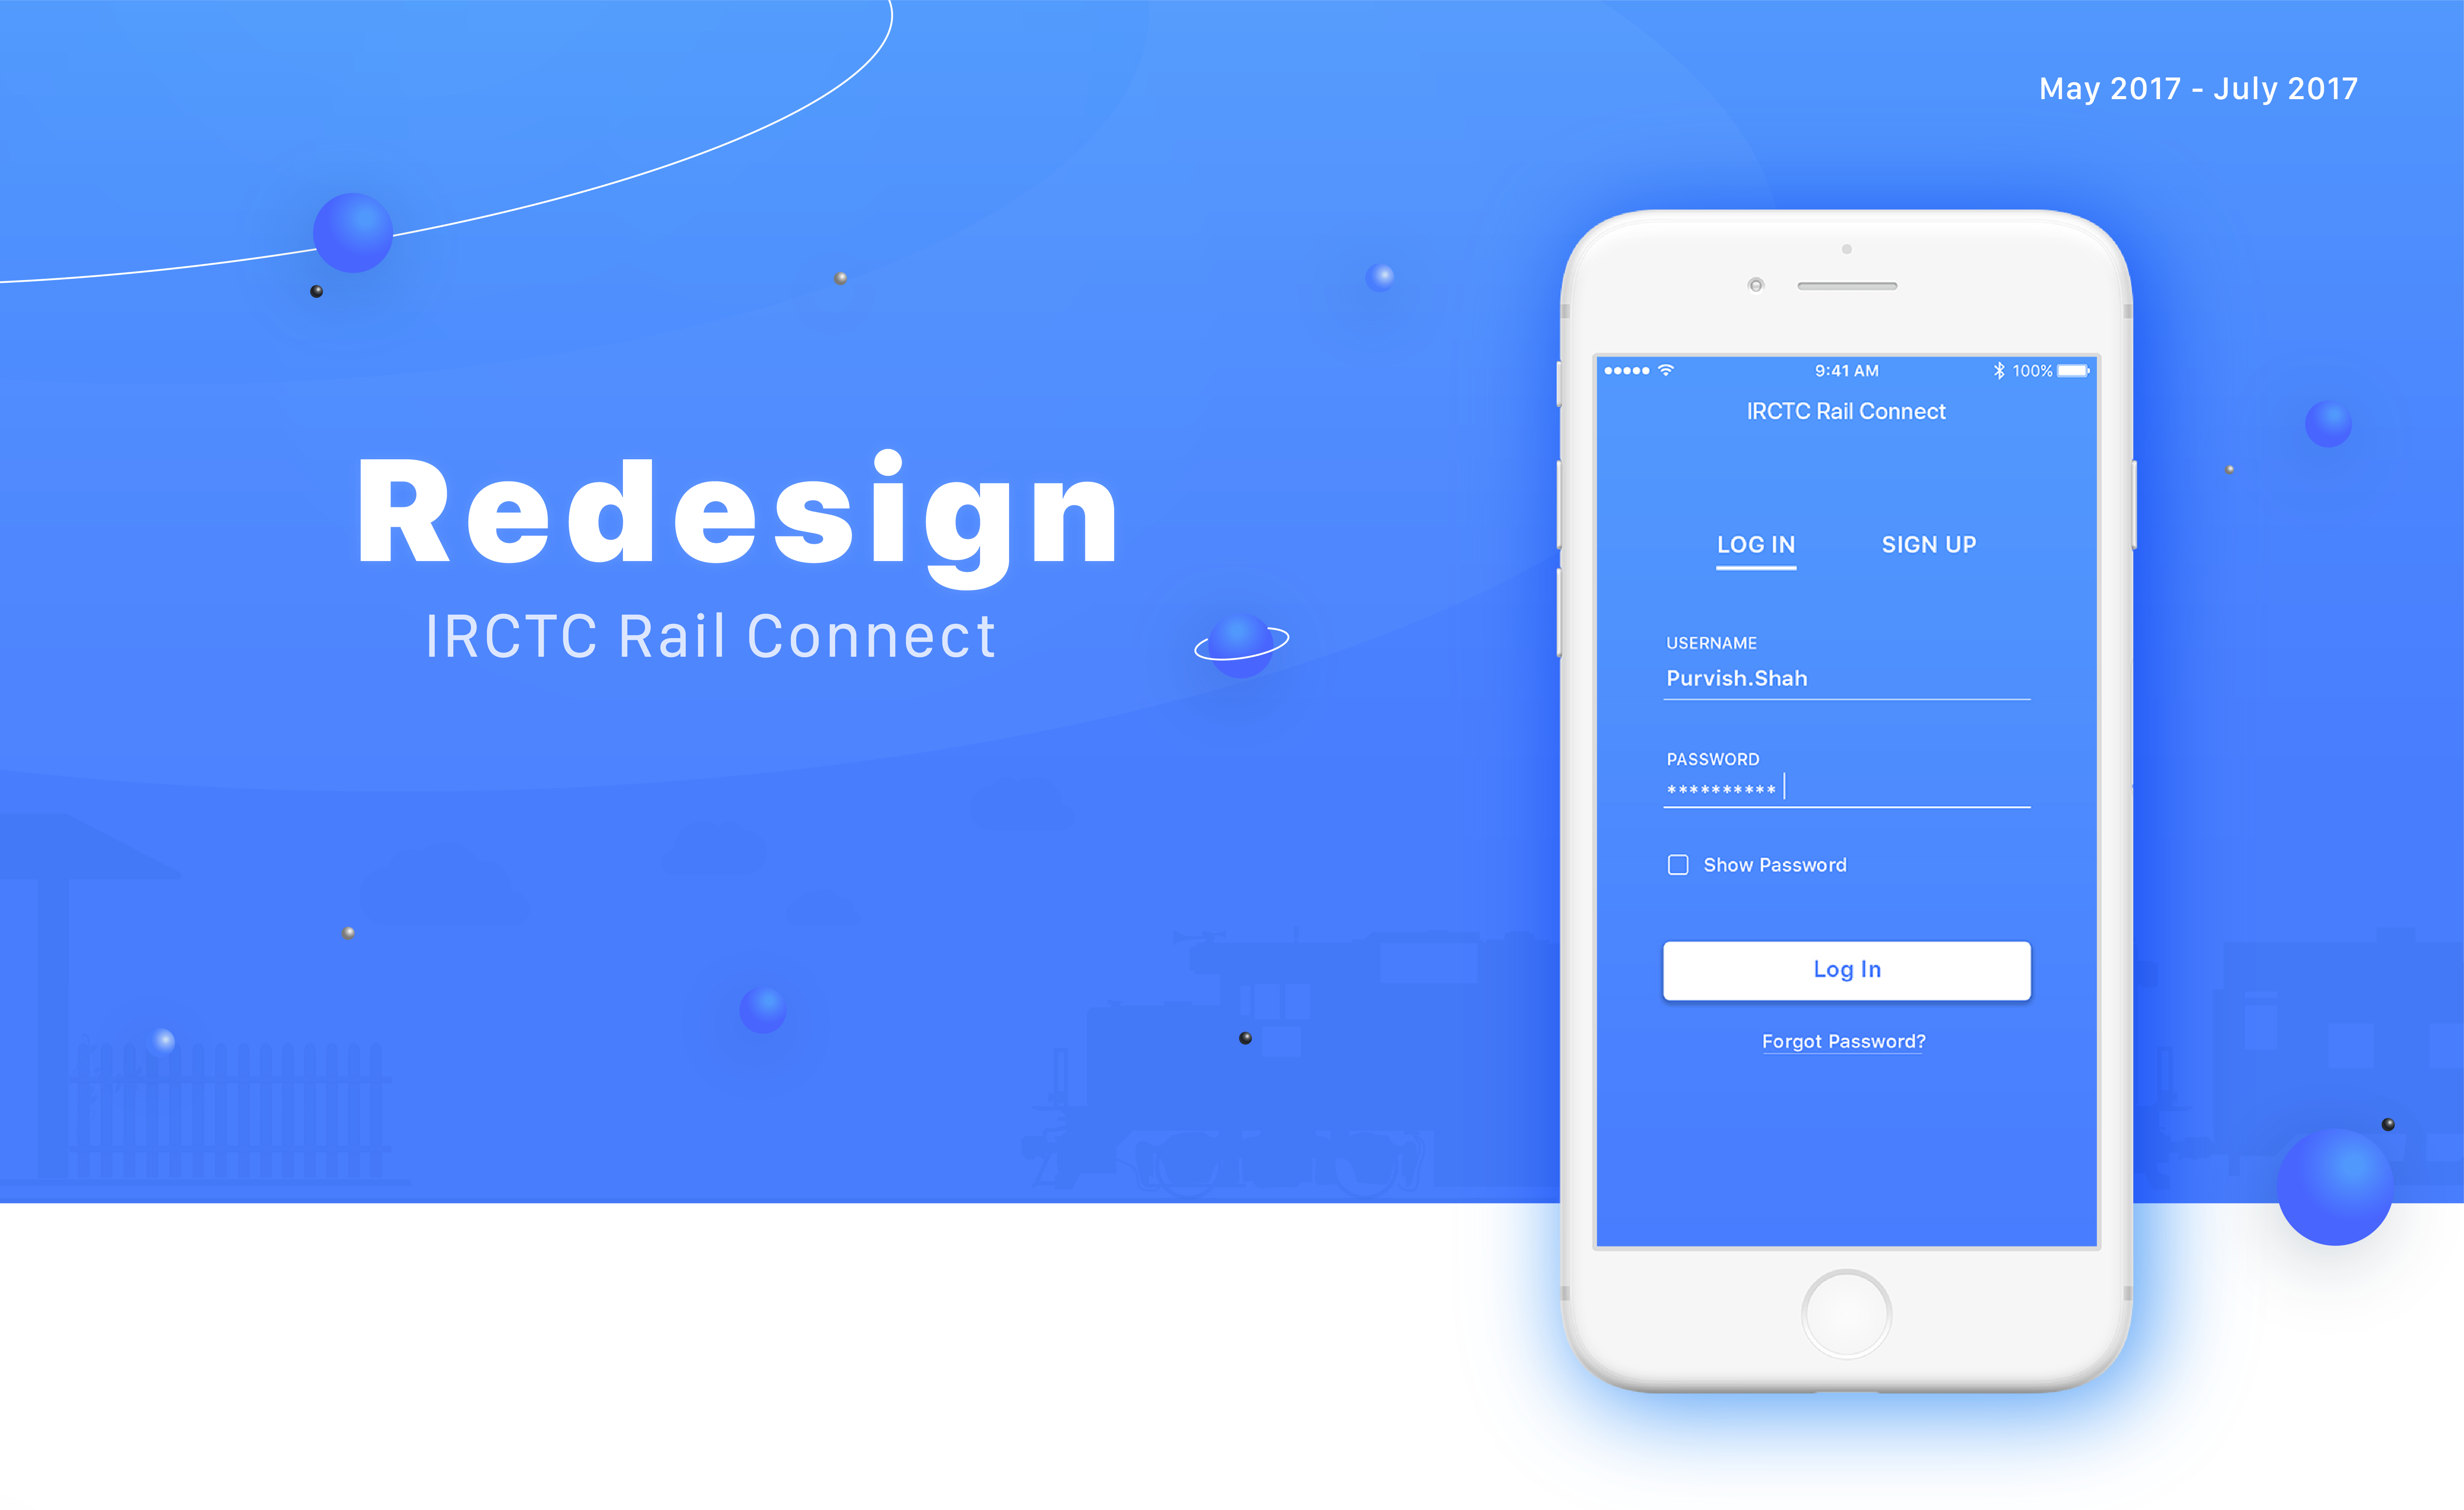 May 2017 - July 2017
Redesign
IRCTC Rail Connect
9:41 AM
100%
IRCTC Rail Connect
LOG IN SIGN UP
USERNAME
Purvish.Shah
PASSWORD
**********
Show Password
Log In
Forgot Password?